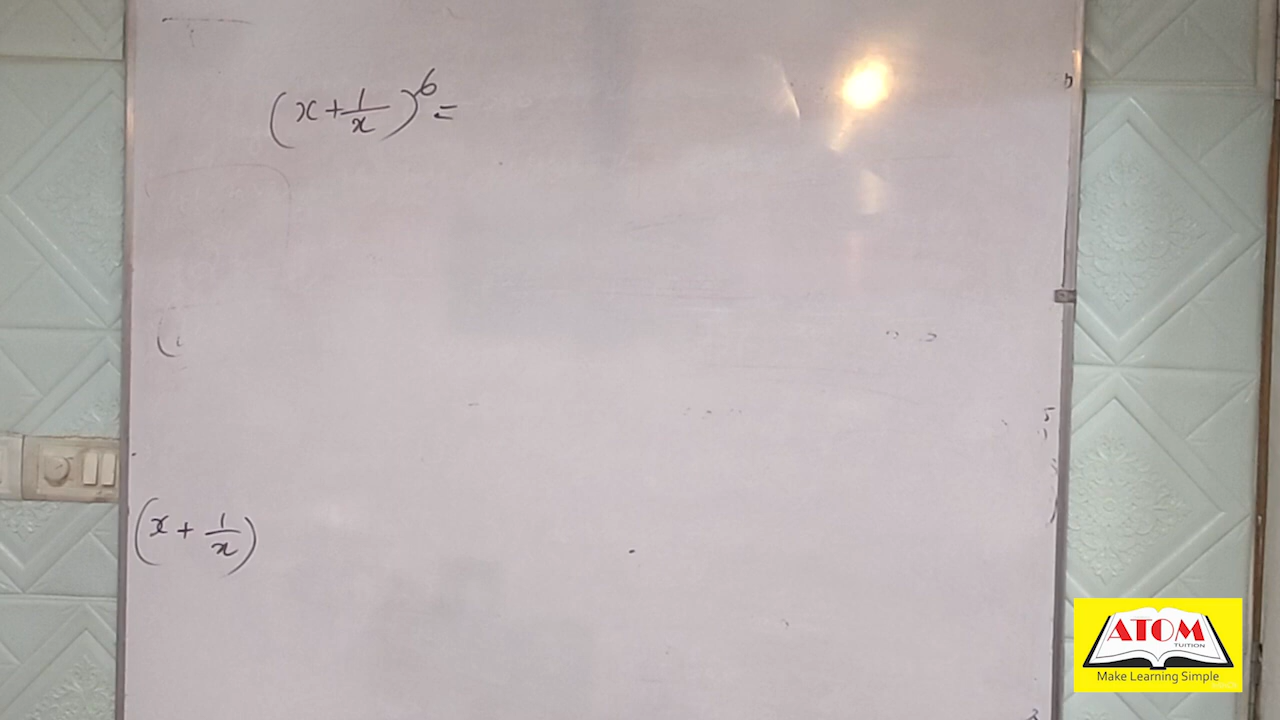 (x + 1/x)^6 =
(x + 1/x)
ATOM
TUITION
Make Learning Simple